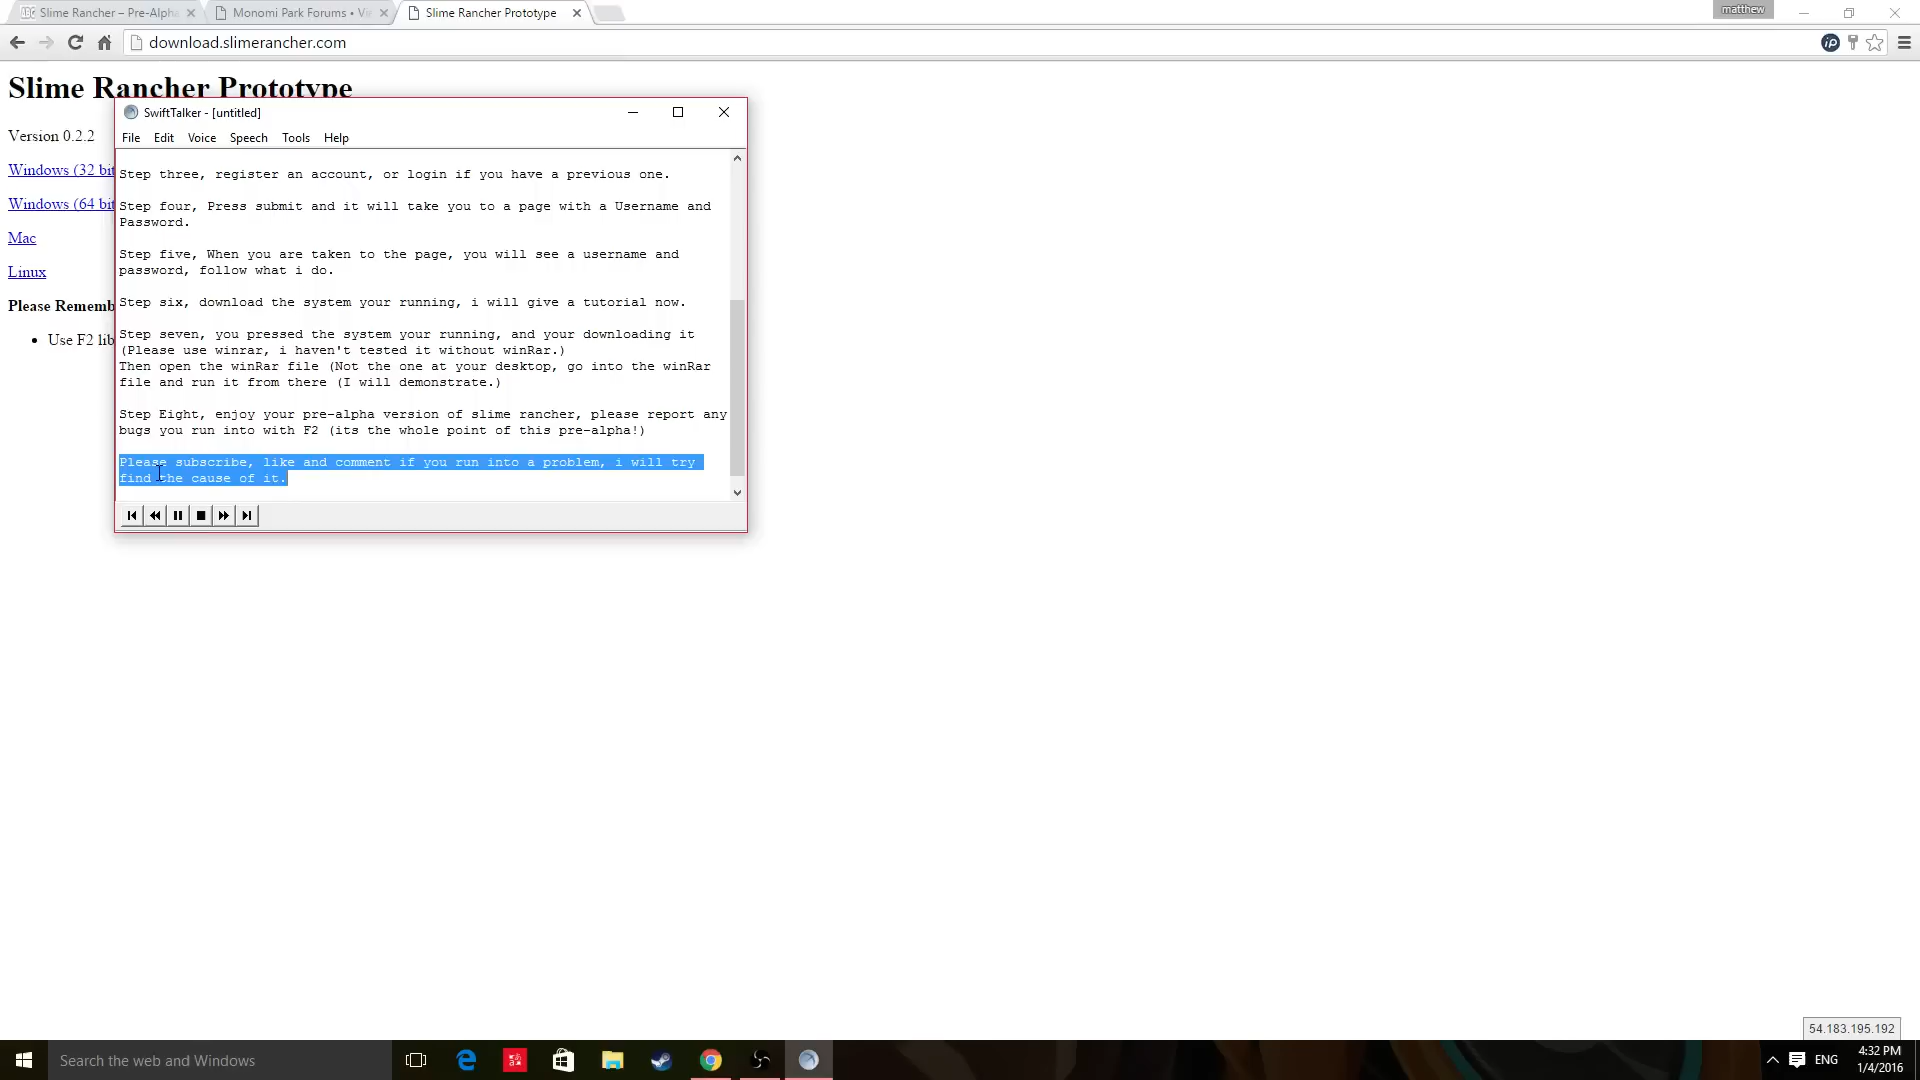 Slime Rancher – Pre-Alpha
Monomi Park Forums • Vi
Slime Rancher Prototype
matthew
download.slimerancher.com
Slime Rancher Prototype
Version 0.2.2
Windows (32 bit
Windows (64 bit
Mac
Linux
Please Rememb
Use F2 lib
SwiftTalker - [untitled]
File Edit Voice Speech Tools Help
Step three, register an account, or login if you have a previous one.
Step four, Press submit and it will take you to a page with a Username and
Password.
Step five, When you are taken to the page, you will see a username and
password, follow what i do.
Step six, download the system your running, i will give a tutorial now.
Step seven, you pressed the system your running, and your downloading it
(Please use winrar, i haven't tested it without winRar.)
Then open the winRar file (Not the one at your desktop, go into the winRar
file and run it from there (I will demonstrate.)
Step Eight, enjoy your pre-alpha version of slime rancher, please report any
bugs you run into with F2 (its the whole point of this pre-alpha!)
Please subscribe, like and comment if you run into a problem, i will try
find the cause of it.
54.183.195.192
Search the web and Windows
ENG
4:32 PM
1/4/2016